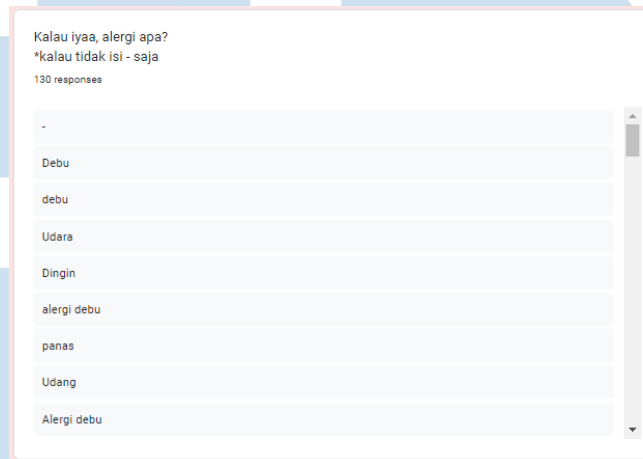 Kalau iyaa, alergi apa?
*kalau tidak isi - saja
130 responses
-
Debu
debu
Udara
Dingin
alergi debu
panas
Udang
Alergi debu